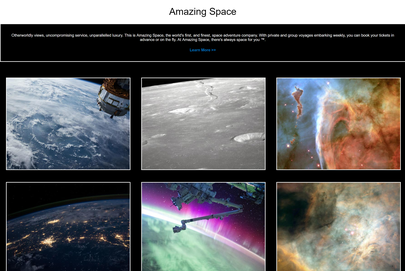 Amazing Space
Otherworldly views, uncompromising service, unparalleled luxury. This is Amazing Space, the world's first, and finest, space adventure company. With private and group voyages embarking weekly, you can book your tickets in
advance or on the fly. At Amazing Space, there's always space for you ™.
Learn More >>